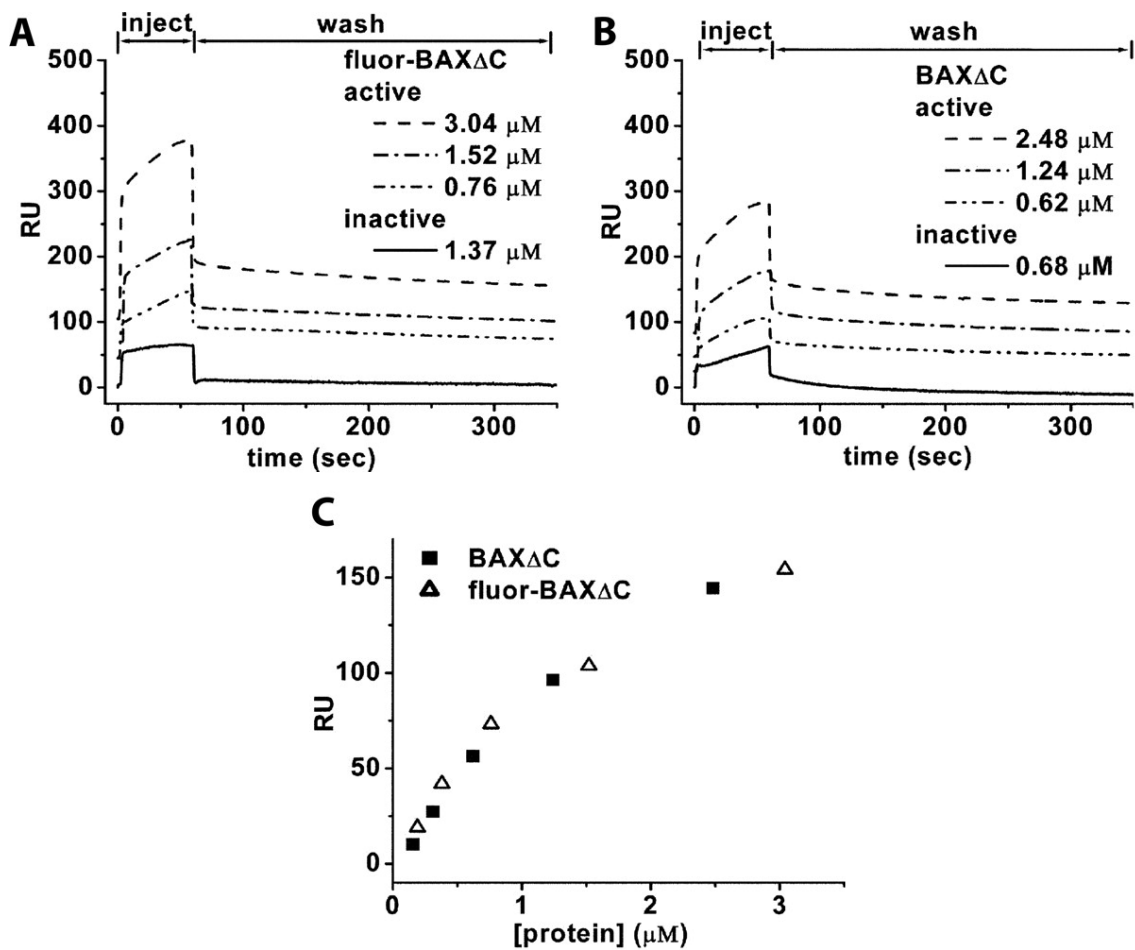 A
inject
wash
fluor-BAXΔC
active
3.04 μM
1.52 μM
0.76 μM
inactive
1.37 μM
500
400
300
200
100
0
RU
0
100
200
300
time (sec)
B
inject
wash
BAXΔC
active
2.48 μM
1.24 μM
0.62 μM
inactive
0.68 μM
500
400
300
200
100
0
RU
0
100
200
300
time (sec)
C
BAXΔC
fluor-BAXΔC
150
100
50
0
RU
0
1
2
3
[protein] (μM)